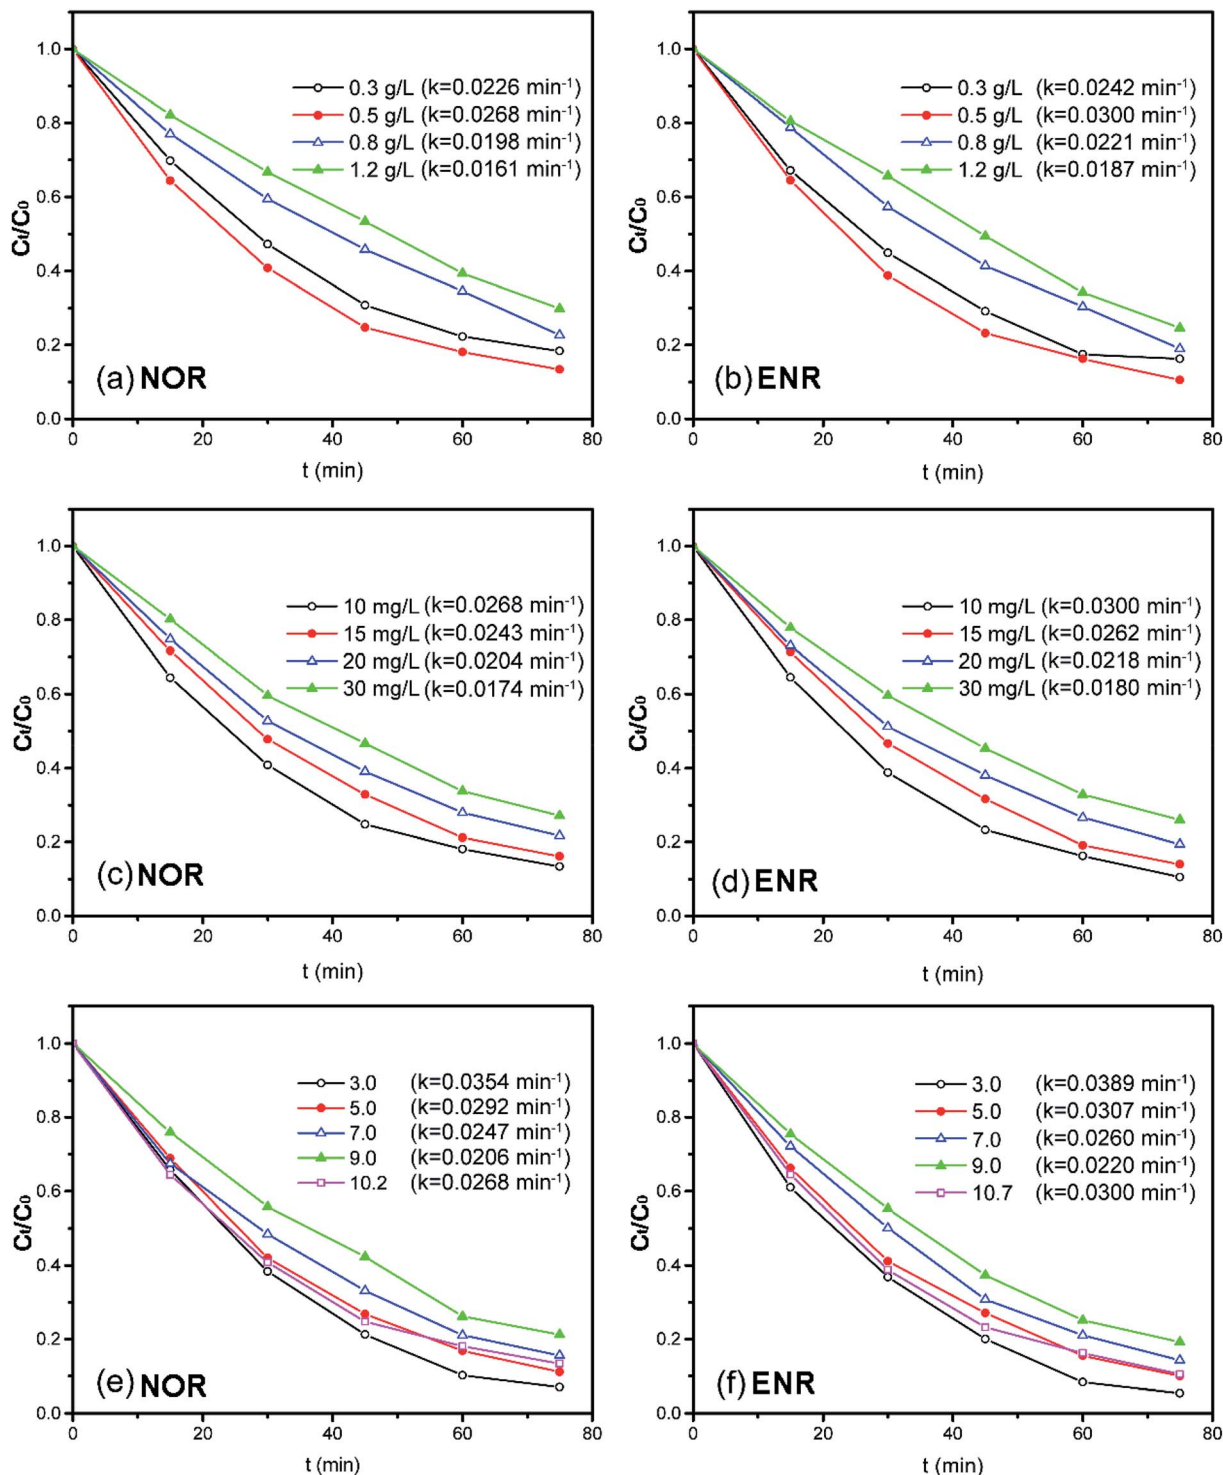 1.0
0.8
0.6
0.4
0.2
0.0
Ct/C0
0.3 g/L (k=0.0226 min⁻¹)
0.5 g/L (k=0.0268 min⁻¹)
0.8 g/L (k=0.0198 min⁻¹)
1.2 g/L (k=0.0161 min⁻¹)
(a) NOR
0 20 40 60 80
t (min)
1.0
0.8
0.6
0.4
0.2
0.0
Ct/C0
0.3 g/L (k=0.0242 min⁻¹)
0.5 g/L (k=0.0300 min⁻¹)
0.8 g/L (k=0.0221 min⁻¹)
1.2 g/L (k=0.0187 min⁻¹)
(b) ENR
0 20 40 60 80
t (min)
1.0
0.8
0.6
0.4
0.2
0.0
Ct/C0
10 mg/L (k=0.0268 min⁻¹)
15 mg/L (k=0.0243 min⁻¹)
20 mg/L (k=0.0204 min⁻¹)
30 mg/L (k=0.0174 min⁻¹)
(c) NOR
0 20 40 60 80
t (min)
1.0
0.8
0.6
0.4
0.2
0.0
Ct/C0
10 mg/L (k=0.0300 min⁻¹)
15 mg/L (k=0.0262 min⁻¹)
20 mg/L (k=0.0218 min⁻¹)
30 mg/L (k=0.0180 min⁻¹)
(d) ENR
0 20 40 60 80
t (min)
1.0
0.8
0.6
0.4
0.2
0.0
Ct/C0
3.0 (k=0.0354 min⁻¹)
5.0 (k=0.0292 min⁻¹)
7.0 (k=0.0247 min⁻¹)
9.0 (k=0.0206 min⁻¹)
10.2 (k=0.0268 min⁻¹)
(e) NOR
0 20 40 60 80
t (min)
1.0
0.8
0.6
0.4
0.2
0.0
Ct/C0
3.0 (k=0.0389 min⁻¹)
5.0 (k=0.0307 min⁻¹)
7.0 (k=0.0260 min⁻¹)
9.0 (k=0.0220 min⁻¹)
10.7 (k=0.0300 min⁻¹)
(f) ENR
0 20 40 60 80
t (min)